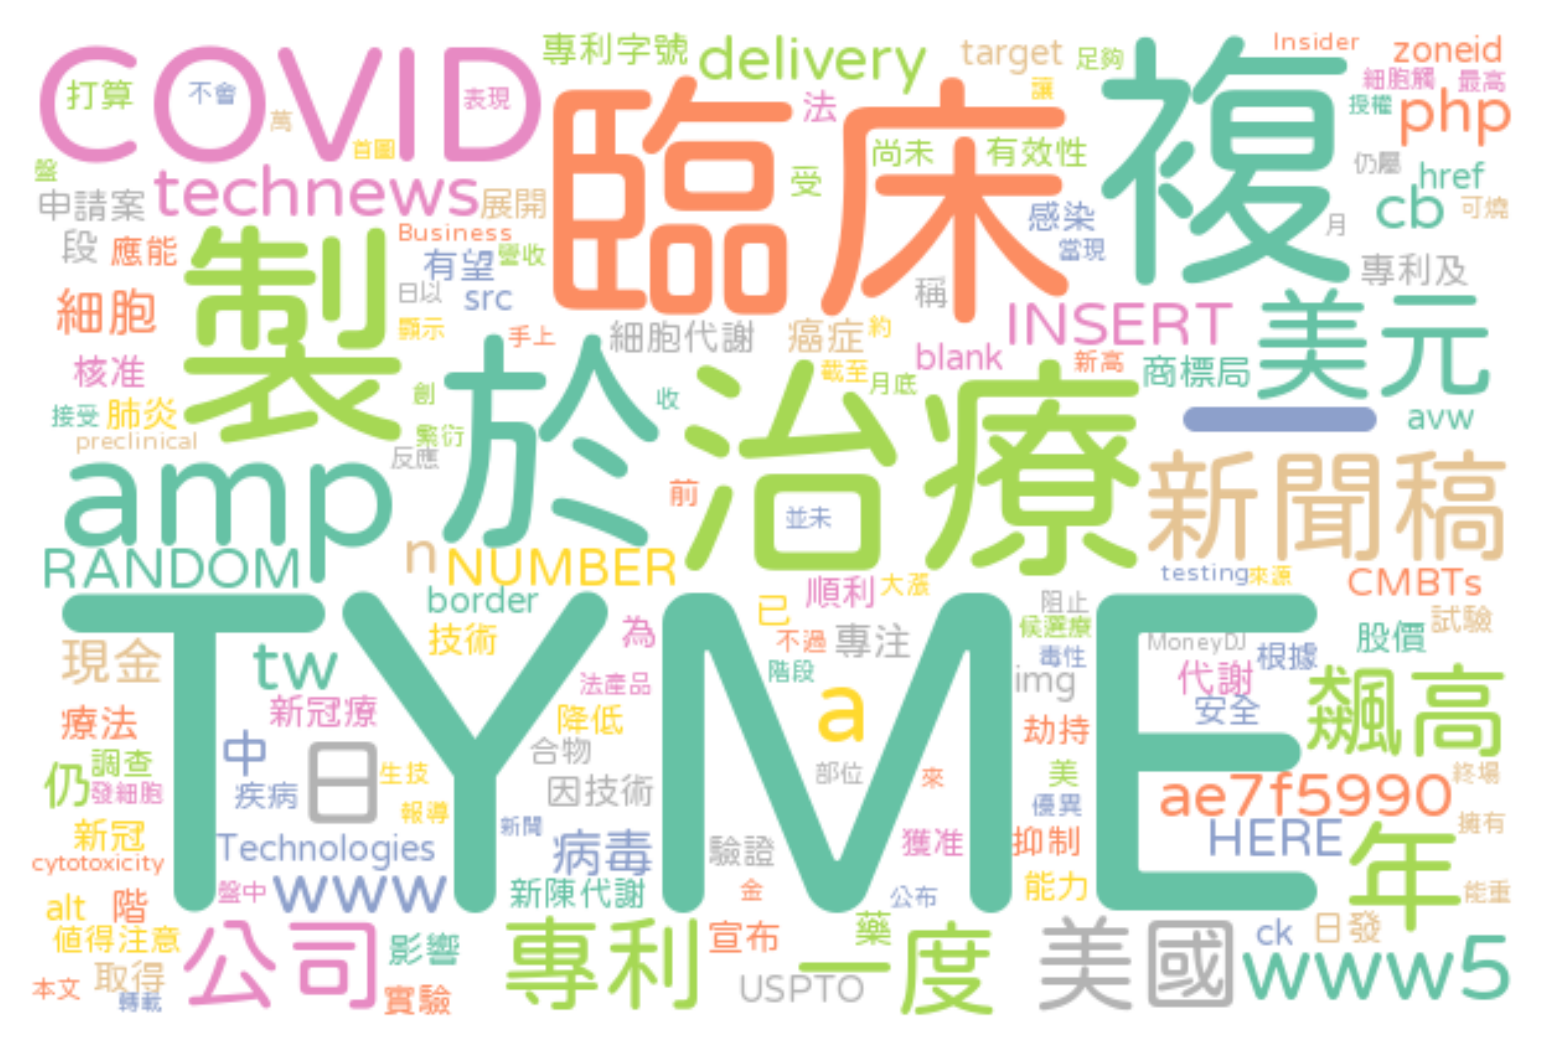 專利字號 delivery target 足夠 Insider zoneid
COVID 臨床 複
打算 不會 表現 萬 首圖 法 讓 細胞觸 最高 授權 php
盤 technews 展開 受 尚未 有效性 仍屬 href
申請案 Business 感染 月 cb 可燒
段 應能 製 有望 當現 專利及
日以 src 稱 INSERT 美元
細胞 顯示 手上 細胞代謝 癌症 約 blank 新高 商標局
核准 創 於 收 截至 月底 治療
接受 肺炎 繁衍 一 avw
preclinical 反應 前 並未 新聞稿
amp n NUMBER testing 來源 CMBTs
RANDOM border 順利 大漲 阻止 試驗
TYME
技術 為 已 不過 專注 候選療 MoneyDJ 股價
現金 tw 法產品 階段 img 毒性 根據 代謝 飆高
療法 新冠療 降低 a 劫持 安全
中 日 合物
仍 調查 生技 因技術 部位 來 美 終場
發細胞 疾病 報導 優異 ae7f5990
新冠 Technologies 新聞 病毒 驗證 獲准 抑制 HERE 年 擁有
cytotoxicity 盤中 www 新陳代謝 金 公布 能力 能重
alt 階 宣布 藥 ck 日發
值得注意 公司 影響 專利 一度 美國 www5
本文 取得 轉載 實驗 USPTO